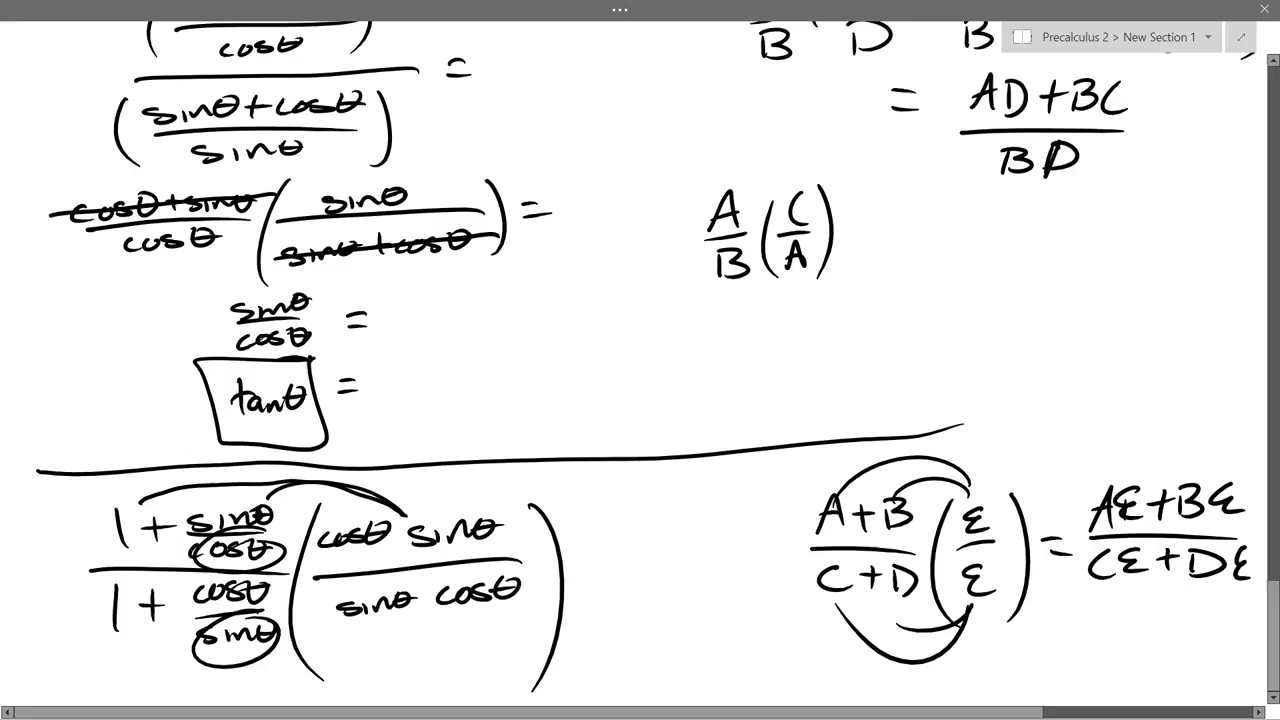 Precalculus 2 > New Section 1
cosθ
=
sinθ+cosθ
sinθ
cosθ+sinθ
cosθ
(sinθ
sinθ+cosθ) =
sinθ
cosθ =
tanθ =
B D B
= AD+BC
BD
A
B (C
A)
1 + sinθ
cosθ
1 + cosθ
sinθ
(cosθ sinθ
sinθ cosθ)
A+B
C+D (E
E) = AE+BE
CE+DE